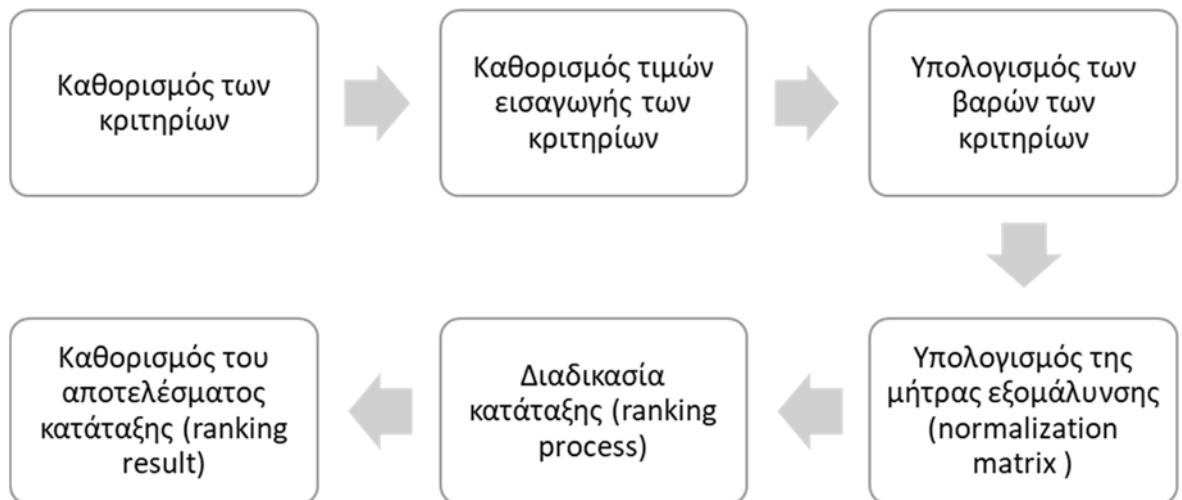 Καθορισμός των
κριτηρίων
Καθορισμός τιμών
εισαγωγής των
κριτηρίων
Υπολογισμός των
βαρών των
κριτηρίων
Υπολογισμός της
μήτρας εξομάλυνσης
(normalization
matrix )
Διαδικασία
κατάταξης (ranking
process)
Καθορισμός του
αποτελέσματος
κατάταξης (ranking
result)